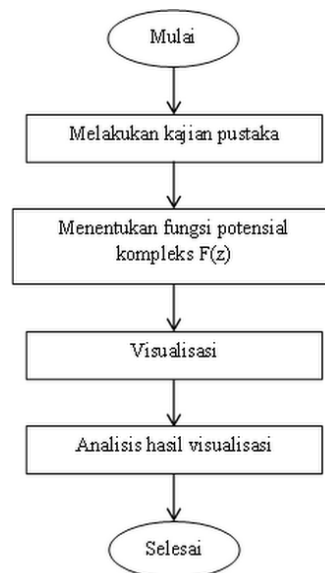 Mulai
Melakukan kajian pustaka
Menentukan fungsi potensial
kompleks F(z)
Visualisasi
Analisis hasil visualisasi
Selesai